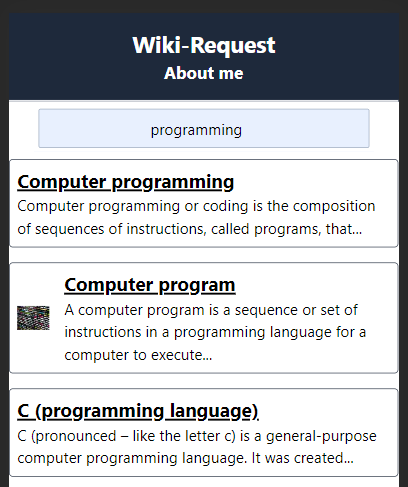 Wiki-Request
About me
programming
Computer programming
Computer programming or coding is the composition
of sequences of instructions, called programs, that...
Computer program
A computer program is a sequence or set of
instructions in a programming language for a
computer to execute...
C (programming language)
C (pronounced – like the letter c) is a general-purpose
computer programming language. It was created...